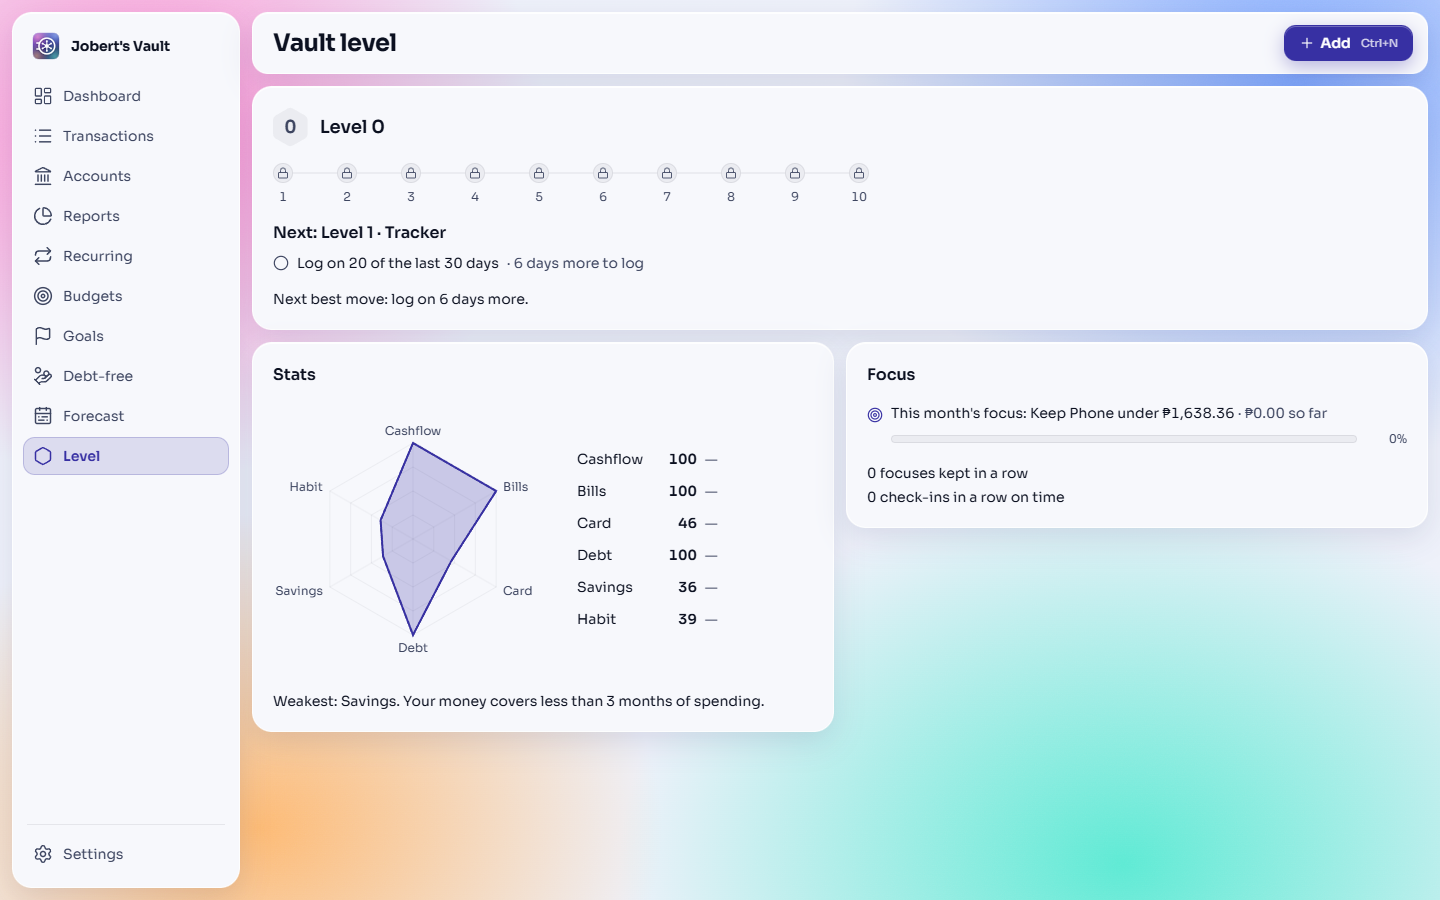 Jobert's Vault
Dashboard
Transactions
Accounts
Reports
Recurring
Budgets
Goals
Debt-free
Forecast
Level
Settings
Vault level
+ Add Ctrl+N
0 Level 0
1 2 3 4 5 6 7 8 9 10
Next: Level 1 · Tracker
Log on 20 of the last 30 days · 6 days more to log
Next best move: log on 6 days more.
Stats
Cashflow
Habit
Bills
Savings
Card
Debt
Cashflow 100 —
Bills 100 —
Card 46 —
Debt 100 —
Savings 36 —
Habit 39 —
Weakest: Savings. Your money covers less than 3 months of spending.
Focus
This month's focus: Keep Phone under ₱1,638.36 · ₱0.00 so far
0%
0 focuses kept in a row
0 check-ins in a row on time